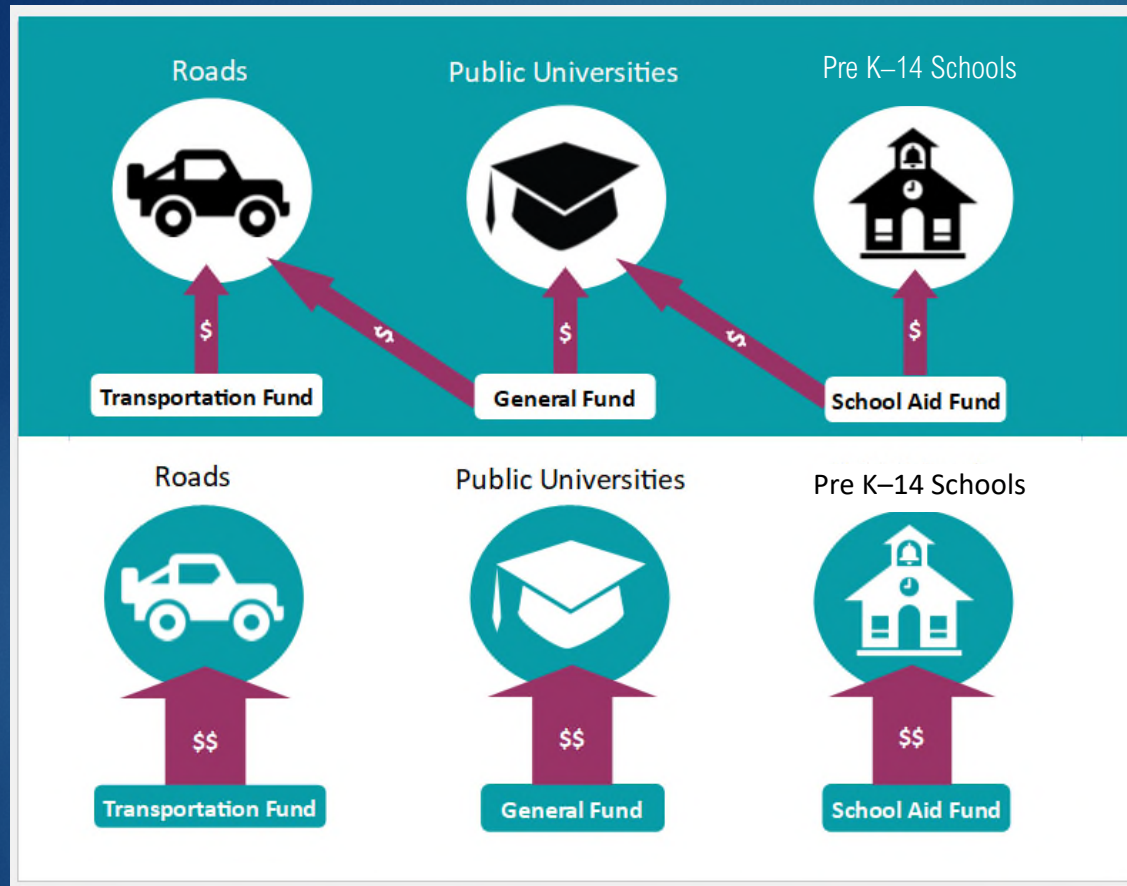 Roads
Public Universities
Pre K–14 Schools
$
$
$
$
$
Transportation Fund
General Fund
School Aid Fund
Roads
Public Universities
Pre K–14 Schools
$$
$$
$$
Transportation Fund
General Fund
School Aid Fund